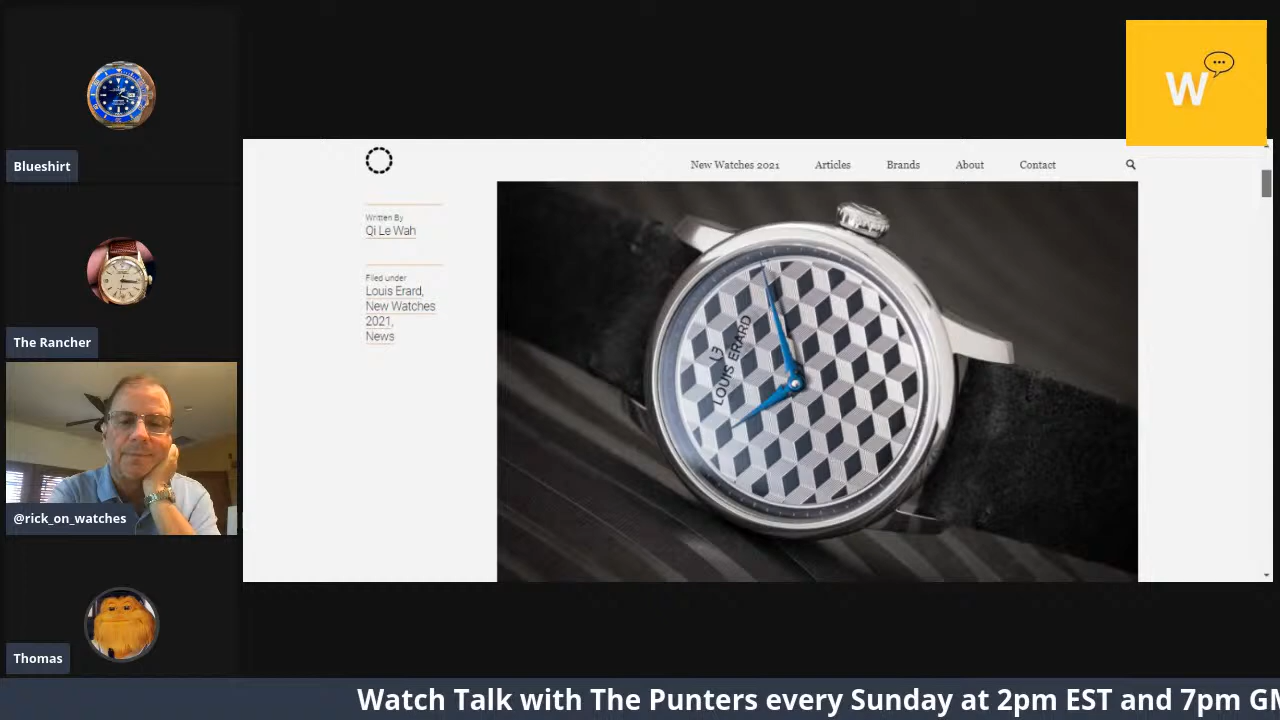 Blueshirt
The Rancher
@rick_on_watches
Thomas
W
New Watches 2021
Articles
Brands
About
Contact
Written By
Qi Le Wah
Filed under
Louis Erard,
New Watches
2021,
News
LE
LOUIS ERARD
Watch Talk with The Punters every Sunday at 2pm EST and 7pm GM